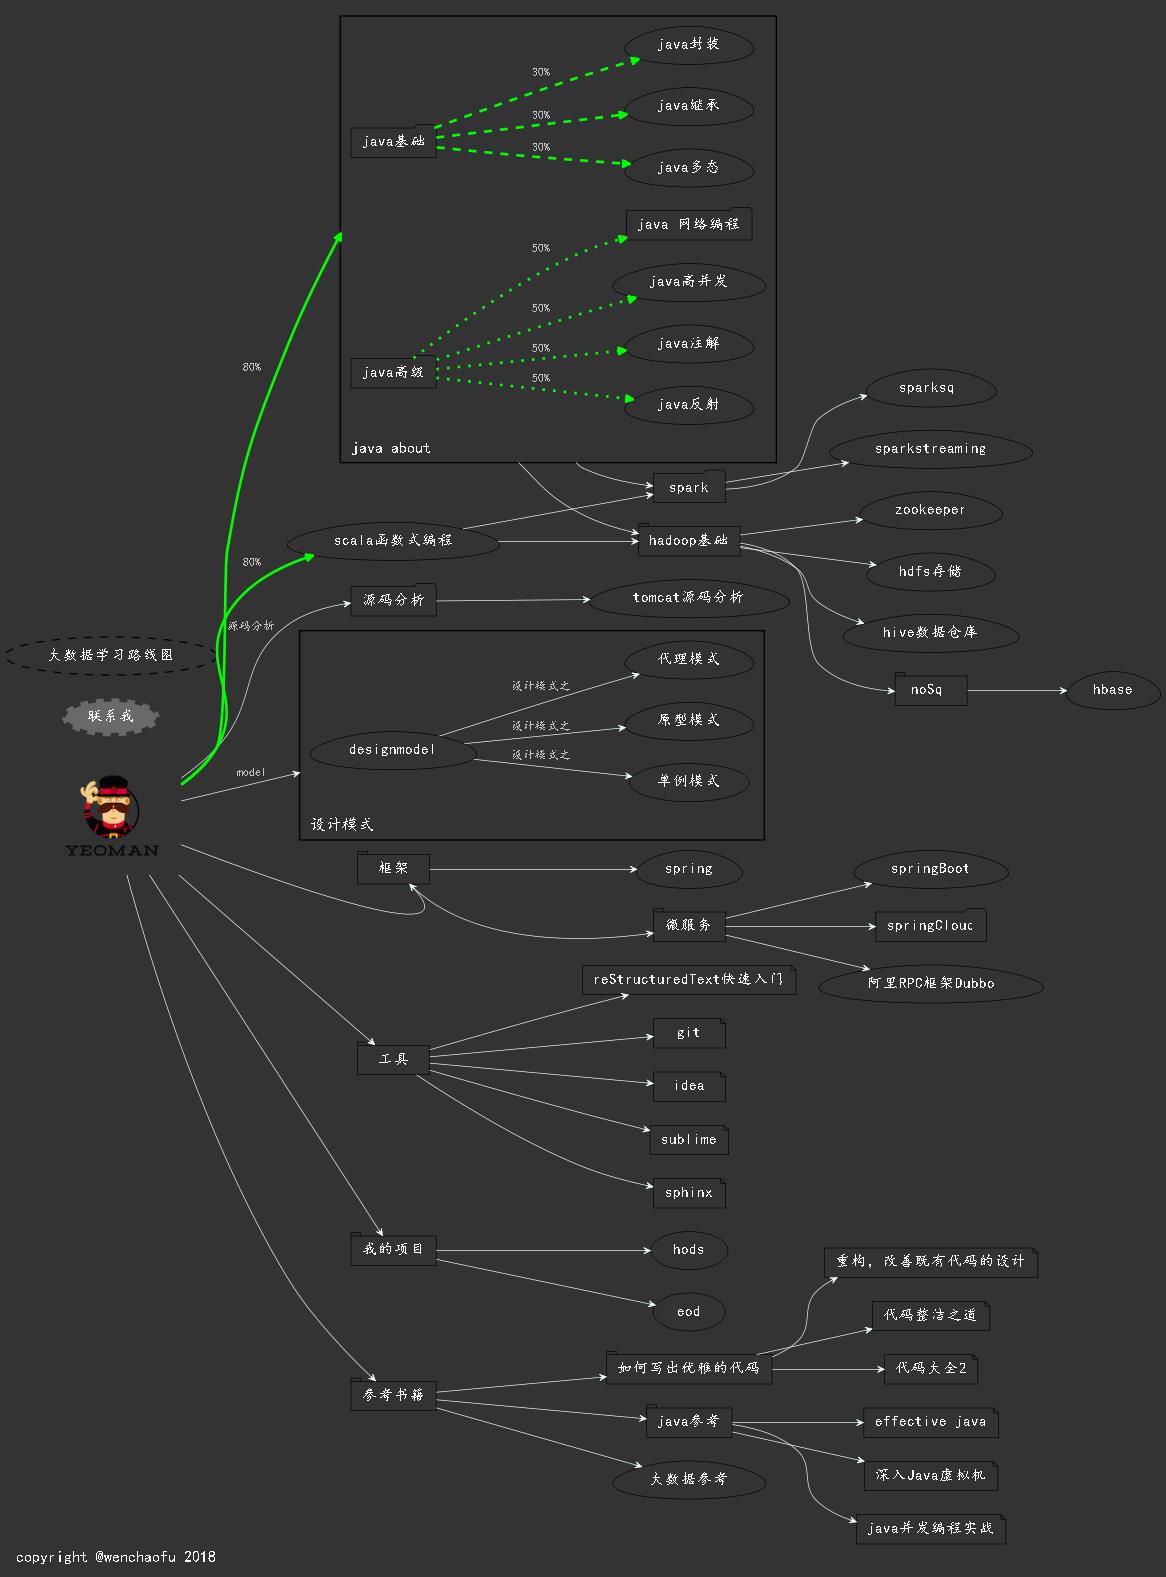 java封装
30%
java继承
30%
java基础
30%
java多态
java 网络编程
50%
java高并发
50%
java注解
50%
java高级
50%
java反射
80%
java about
sparksq
sparkstreaming
spark
zookeeper
scala函数式编程
hadoop基础
80%
hdfs存储
源码分析
tomcat源码分析
源码分析
hive数据仓库
大数据学习路线图
代理模式
设计模式之
noSq
hbase
联系我
原型模式
设计模式之
designmodel
设计模式之
单例模式
model
设计模式
YEOMAN
框架
spring
springBoot
微服务
springCloud
reStructuredText快速入门
阿里RPC框架Dubbo
git
工具
idea
sublime
sphinx
我的项目
hods
重构，改善既有代码的设计
eod
代码整洁之道
如何写出优雅的代码
代码大全2
参考书籍
java参考
effective java
大数据参考
深入Java虚拟机
java并发编程实战
copyright @wenchaofu 2018